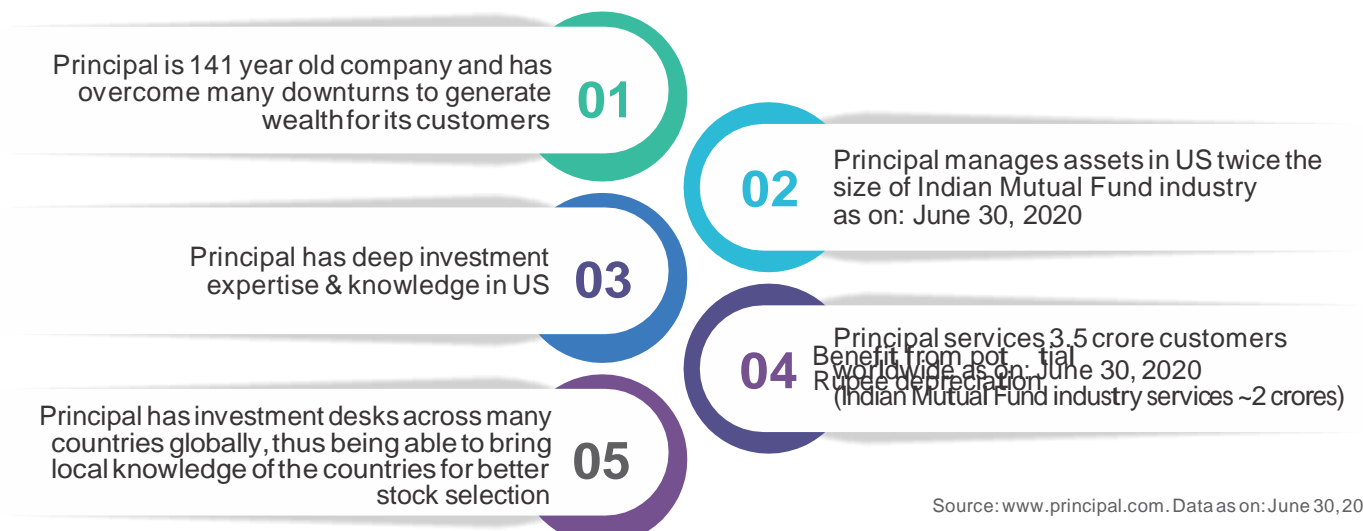 Principal is 141 year old company and has
overcome many downturns to generate
wealth for its customers
01
02
Principal manages assets in US twice the
size of Indian Mutual Fund industry
as on: June 30, 2020
Principal has deep investment
expertise & knowledge in US
03
04
Principal services 3.5 crore customers
worldwide as on: June 30, 2020
(Indian Mutual Fund industry services ~2 crores)
Benefit from pot tial
Rupee depreciation
Principal has investment desks across many
countries globally, thus being able to bring
local knowledge of the countries for better
stock selection
05
Source: www.principal.com. Data as on: June 30, 20